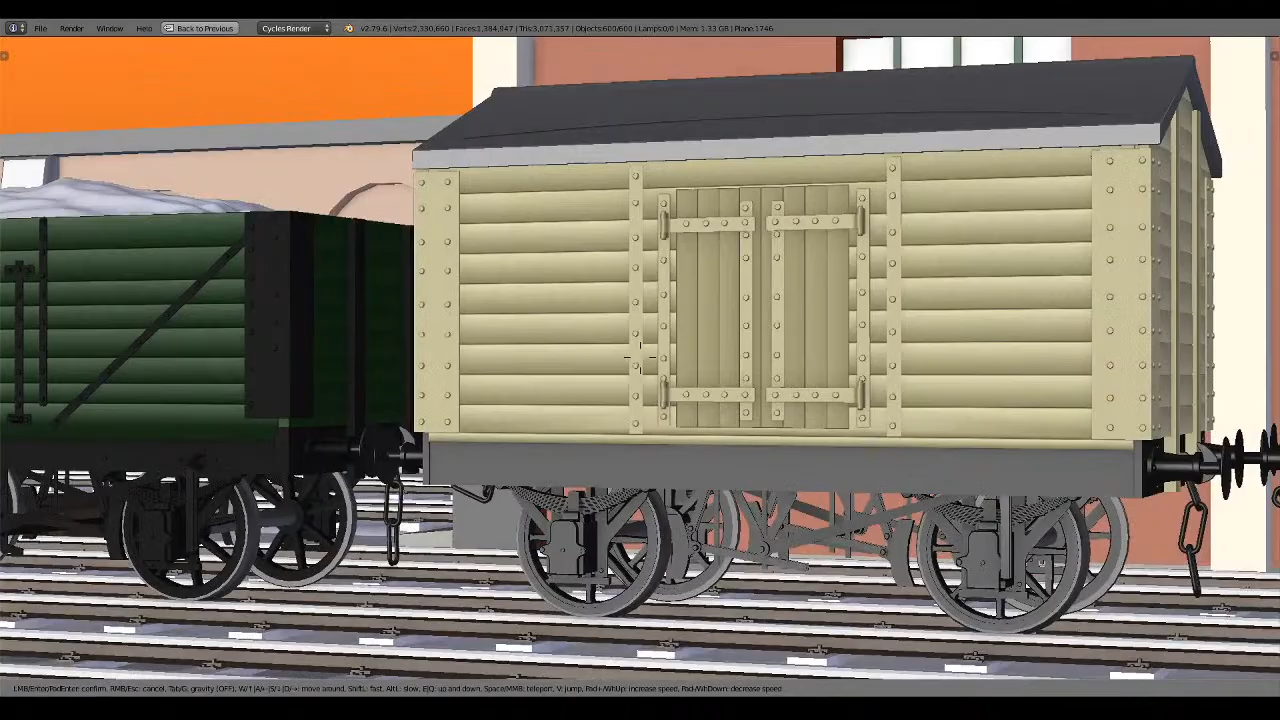 File Render Window Help Back to Previous Cycles Render v2.79.6 | Verts:2,330,660 | Faces:1,384,947 | Tris:3,071,357 | Objects:600/600 | Lamps:0/0 | Mem: 1.33 GB | Plane.1746
LMB/Enter/PadEnter: confirm, RMB/Esc: cancel, Tab/G: gravity (OFF), W/↑|A/←|S/↓|D/→: move around, Shift/L: fast, Alt/L: slow, E|Q: up and down, Space/MMB: teleport, V: jump, Pad+/WhUp: increase speed, Pad-/WhDown: decrease speed